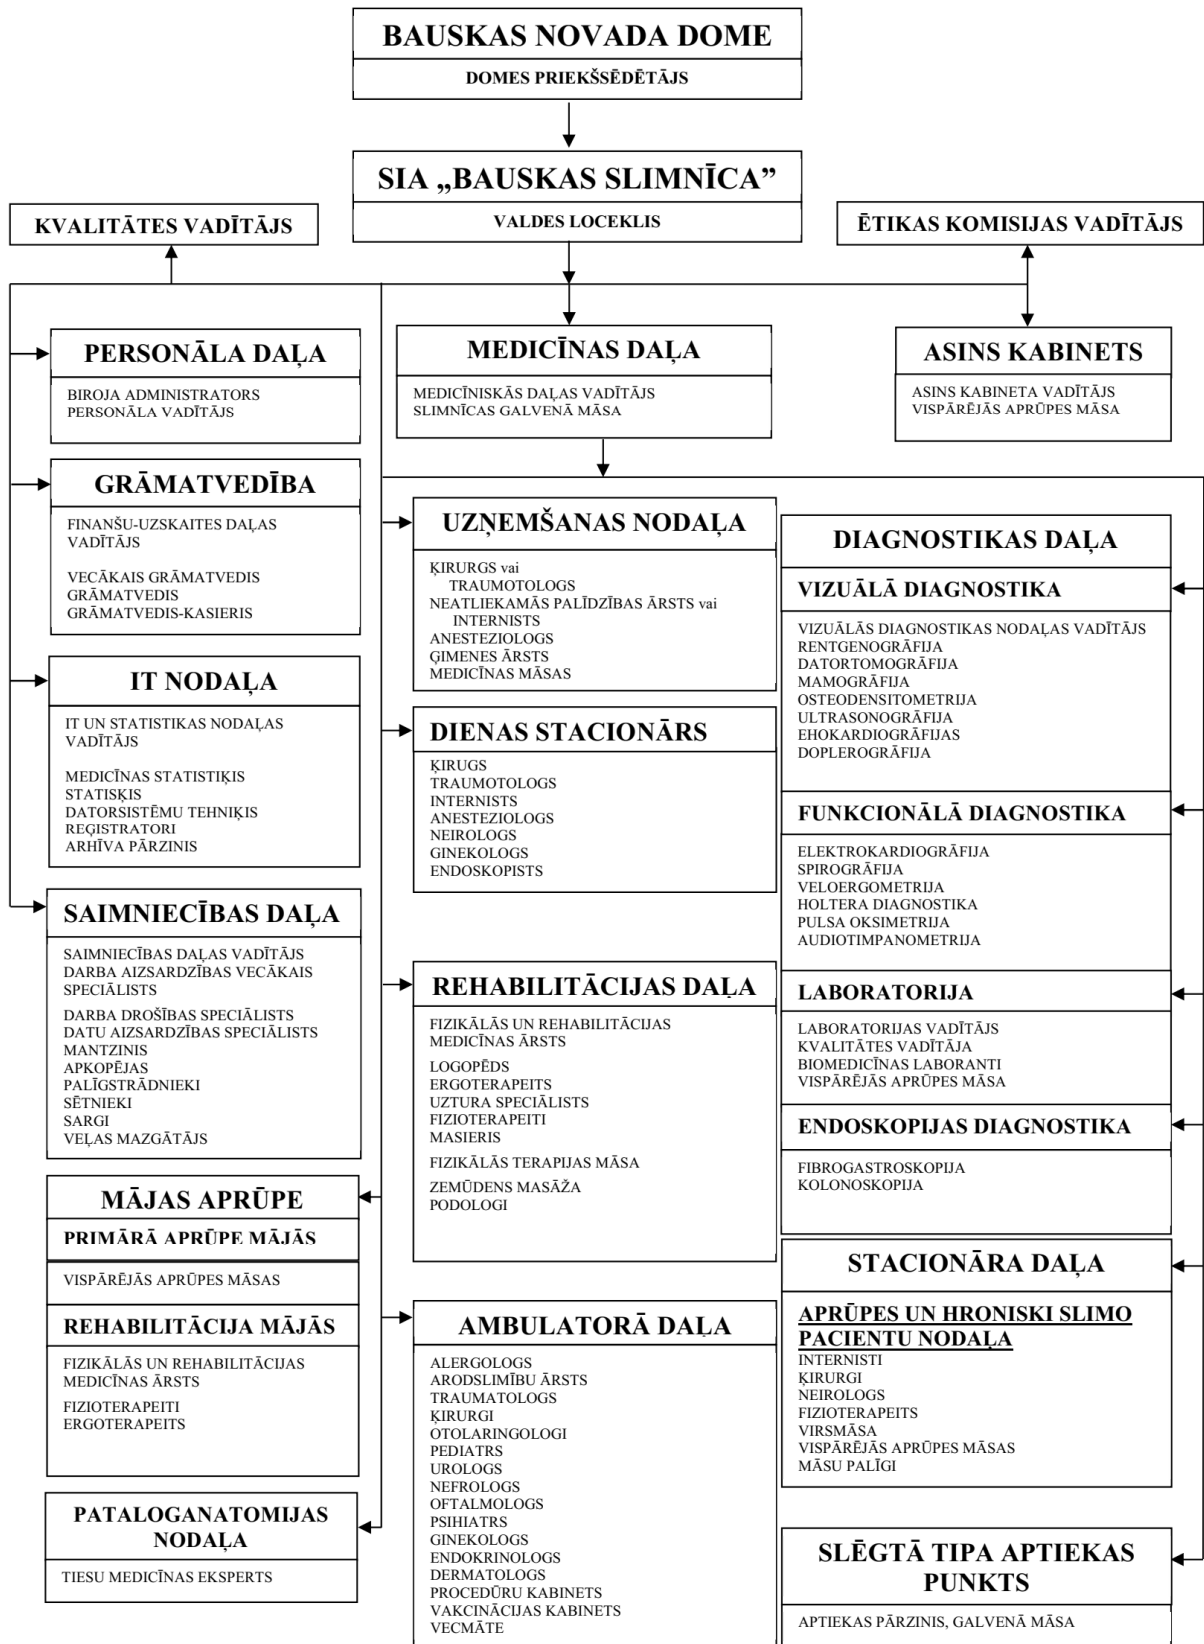 BAUSKAS NOVADA DOME
DOMES PRIEKŠSĒDĒTĀJS
SIA „BAUSKAS SLIMNĪCA”
VALDES LOCEKLIS
KVALITĀTES VADĪTĀJS
ĒTIKAS KOMISIJAS VADĪTĀJS
PERSONĀLA DAĻA
BIROJA ADMINISTRATORS
PERSONĀLA VADĪTĀJS
MEDICĪNAS DAĻA
MEDICĪNISKĀS DAĻAS VADĪTĀJS
SLIMNĪCAS GALVENĀ MĀSA
ASINS KABINETS
ASINS KABINETA VADĪTĀJS
VISPĀRĒJĀS APRŪPES MĀSA
GRĀMATVEDĪBA
FINANŠU-UZSKAITES DAĻAS
VADĪTĀJS
VECĀKAIS GRĀMATVEDIS
GRĀMATVEDIS
GRĀMATVEDIS-KASIERIS
IT NODAĻA
IT UN STATISTIKAS NODAĻAS
VADĪTĀJS
MEDICĪNAS STATISTIĶIS
STATISĶIS
DATORSISTĒMU TEHNIĶIS
REĢISTRATORI
ARHĪVA PĀRZINIS
SAIMNIECĪBAS DAĻA
SAIMNIECĪBAS DAĻAS VADĪTĀJS
DARBA AIZSARDZĪBAS VECĀKAIS
SPECIĀLISTS
DARBA DROŠĪBAS SPECIĀLISTS
DATU AIZSARDZĪBAS SPECIĀLISTS
MANTZINIS
APKOPĒJAS
PALĪGSTRĀDNIEKI
SĒTNIEKI
SARGI
VEĻAS MAZGĀTĀJS
MĀJAS APRŪPE
PRIMĀRĀ APRŪPE MĀJĀS
VISPĀRĒJĀS APRŪPES MĀSAS
REHABILITĀCIJA MĀJĀS
FIZIKĀLĀS UN REHABILITĀCIJAS
MEDICĪNAS ĀRSTS
FIZIOTERAPEITI
ERGOTERAPEITS
PATALOGANATOMIJAS
NODAĻA
TIESU MEDICĪNAS EKSPERTS
UZŅEMŠANAS NODAĻA
ĶIRURGS vai
TRAUMOTOLOGS
NEATLIEKAMĀS PALĪDZĪBAS ĀRSTS vai
INTERNISTS
ANESTEZIOLOGS
ĢIMENES ĀRSTS
MEDICĪNAS MĀSAS
DIENAS STACIONĀRS
ĶIRUGS
TRAUMOTOLOGS
INTERNISTS
ANESTEZIOLOGS
NEIROLOGS
GINEKOLOGS
ENDOSKOPISTS
REHABILITĀCIJAS DAĻA
FIZIKĀLĀS UN REHABILITĀCIJAS
MEDICĪNAS ĀRSTS
LOGOPĒDS
ERGOTERAPEITS
UZTURA SPECIĀLISTS
FIZIOTERAPEITI
MASIERIS
FIZIKĀLĀS TERAPIJAS MĀSA
ZEMŪDENS MASĀŽA
PODOLOGI
AMBULATORĀ DAĻA
ALERGOLOGS
ARODSLIMĪBU ĀRSTS
TRAUMATOLOGS
ĶIRURGI
OTOLARINGOLOGI
PEDIATRS
UROLOGS
NEFROLOGS
OFTALMOLOGS
PSIHIATRS
GINEKOLOGS
ENDOKRINOLOGS
DERMATOLOGS
PROCEDŪRU KABINETS
VAKCINĀCIJAS KABINETS
VECMĀTE
DIAGNOSTIKAS DAĻA
VIZUĀLĀ DIAGNOSTIKA
VIZUĀLĀS DIAGNOSTIKAS NODAĻAS VADĪTĀJS
RENTGENOGRĀFIJA
DATORTOMOGRĀFIJA
MAMOGRĀFIJA
OSTEODENSITOMETRIJA
ULTRASONOGRĀFIJA
EHOKARDIOGRĀFIJAS
DOPLEROGRĀFIJA
FUNKCIONĀLĀ DIAGNOSTIKA
ELEKTROKARDIOGRĀFIJA
SPIROGRĀFIJA
VELOERGOMETRIJA
HOLTERA DIAGNOSTIKA
PULSA OKSIMETRIJA
AUDIOTIMPANOMETRIJA
LABORATORIJA
LABORATORIJAS VADĪTĀJS
KVALITĀTES VADĪTĀJA
BIOMEDICĪNAS LABORANTI
VISPĀRĒJĀS APRŪPES MĀSA
ENDOSKOPIJAS DIAGNOSTIKA
FIBROGASTROSKOPIJA
KOLONOSKOPIJA
STACIONĀRA DAĻA
APRŪPES UN HRONISKI SLIMO
PACIENTU NODAĻA
INTERNISTI
ĶIRURGI
NEIROLOGS
FIZIOTERAPEITS
VIRSMĀSA
VISPĀRĒJĀS APRŪPES MĀSAS
MĀSU PALĪGI
SLĒGTĀ TIPA APTIEKAS
PUNKTS
APTIEKAS PĀRZINIS, GALVENĀ MĀSA